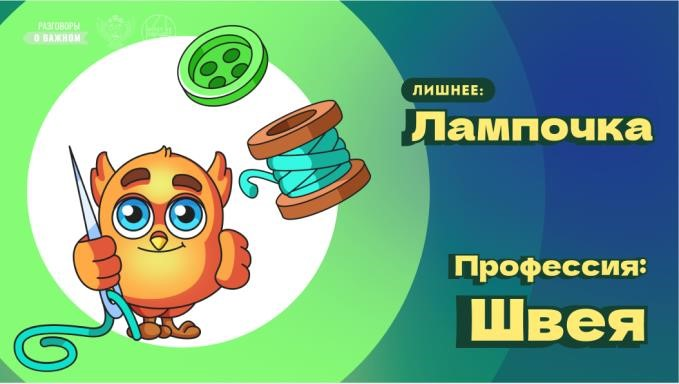 РАЗГОВОРЫ
О ВАЖНОМ
ЛИШНЕЕ:
Лампочка
Профессия:
Швея